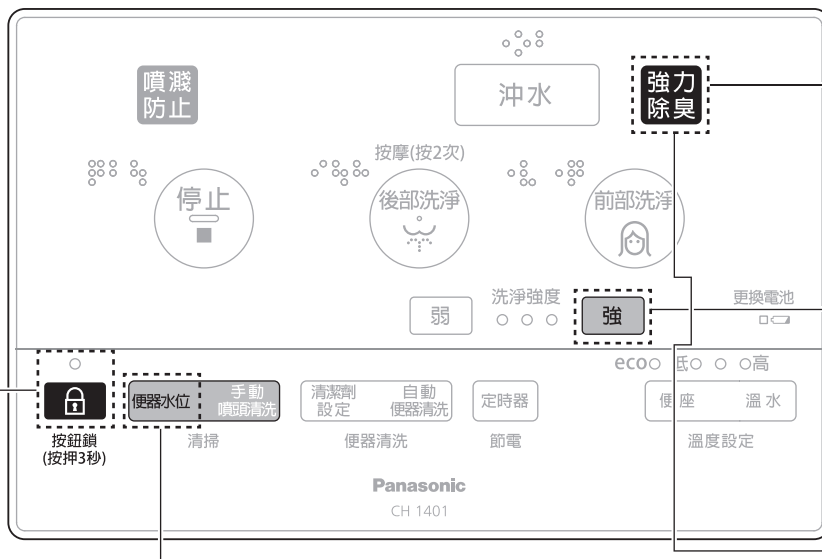 噴濺
防止
沖水
強力
除臭
停止
按摩(按2次)
後部洗淨
前部洗淨
弱
洗淨強度
強
更換電池
eco 低 高
便器水位
手動
噴頭清洗
清潔劑
設定
自動
便器清洗
定時器
便座
溫水
按鈕鎖
(按押3秒)
清掃
便器清洗
節電
溫度設定
Panasonic
CH 1401